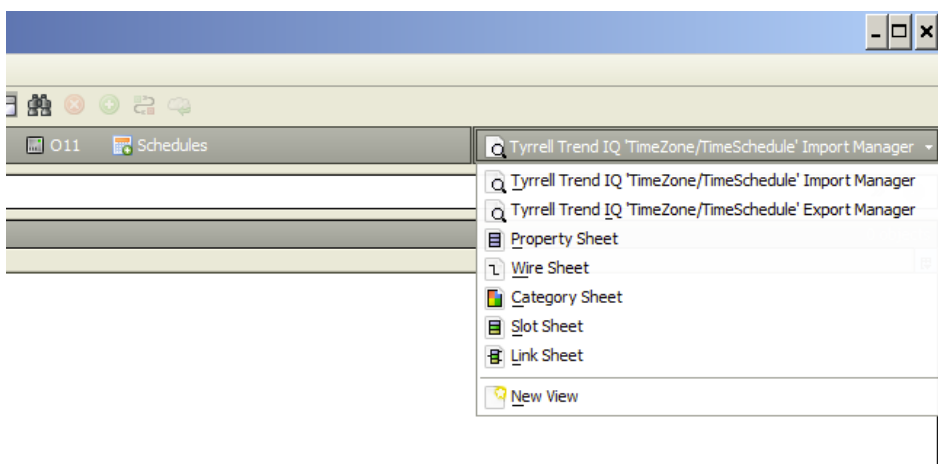 O11 Schedules Tyrrell Trend IQ 'TimeZone/TimeSchedule' Import Manager
Tyrrell Trend IQ 'TimeZone/TimeSchedule' Import Manager
Tyrrell Trend IQ 'TimeZone/TimeSchedule' Export Manager
Property Sheet
Wire Sheet
Category Sheet
Slot Sheet
Link Sheet
New View